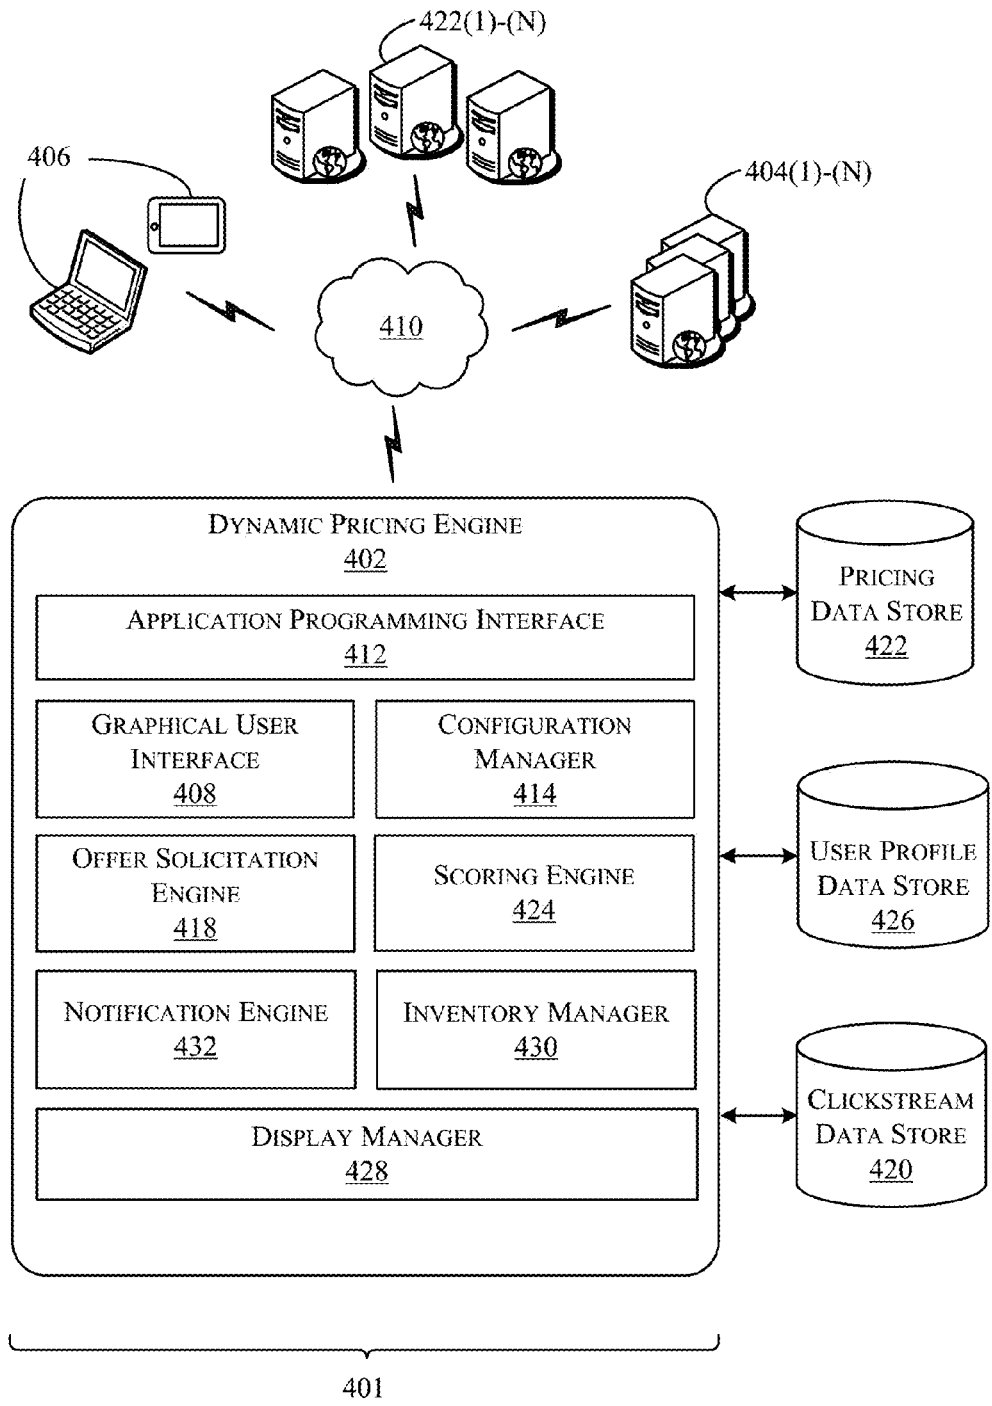 422(1)-(N)
406
404(1)-(N)
410
DYNAMIC PRICING ENGINE
402
APPLICATION PROGRAMMING INTERFACE
412
GRAPHICAL USER
INTERFACE
408
CONFIGURATION
MANAGER
414
OFFER SOLICITATION
ENGINE
418
SCORING ENGINE
424
NOTIFICATION ENGINE
432
INVENTORY MANAGER
430
DISPLAY MANAGER
428
PRICING
DATA STORE
422
USER PROFILE
DATA STORE
426
CLICKSTREAM
DATA STORE
420
401